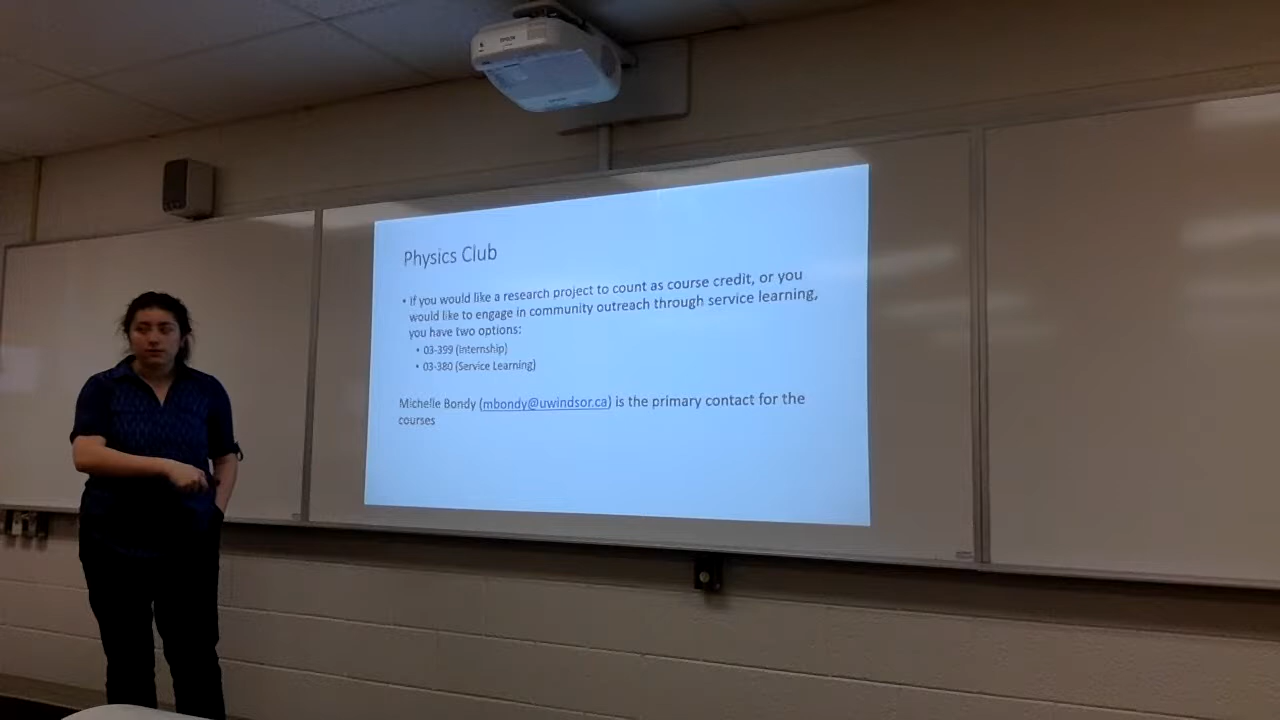 EPSON
Physics Club
• If you would like a research project to count as course credit, or you
would like to engage in community outreach through service learning,
you have two options:
• 03-399 (Internship)
• 03-380 (Service Learning)
Michelle Bondy (mbondy@uwindsor.ca) is the primary contact for the
courses